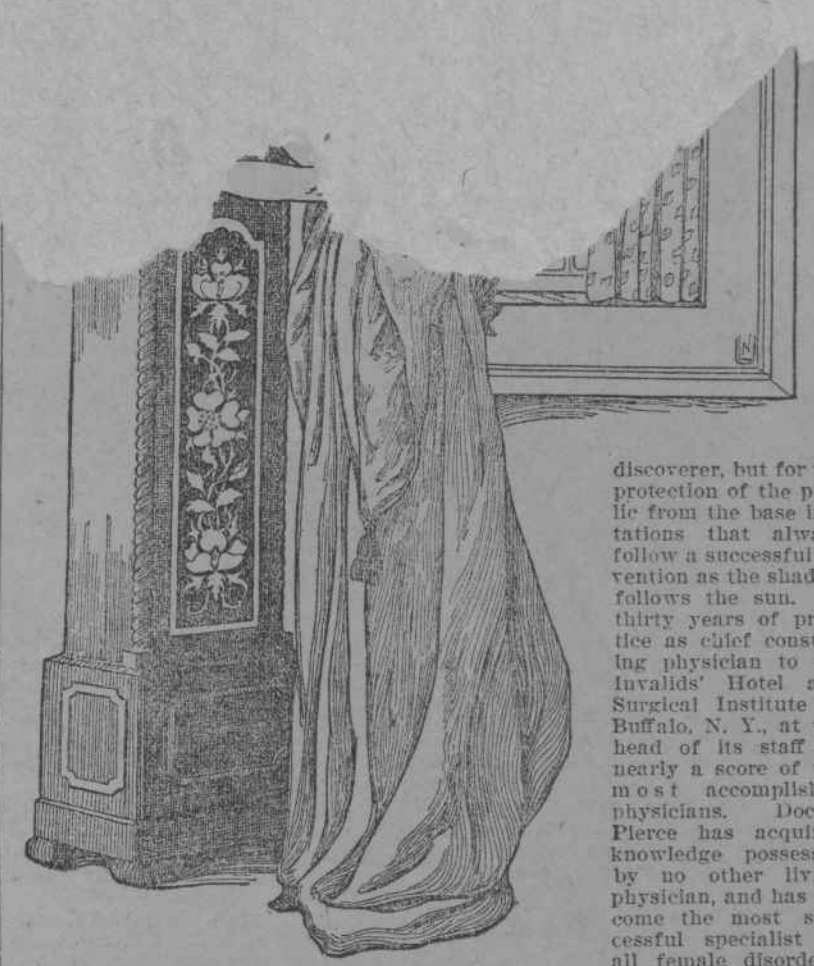 N
discoverer, but for
protection of the p
lic from the base i
tations that alwa
follow a successful
vention as the shad
follows the sun.
thirty years of pr
tice as chief consu
ing physician to
Invalids' Hotel a
Surgical Institute
Buffalo, N. Y., at
head of its staff
nearly a score of
most accomplish
physicians. Doc
Pierce has acqui
knowledge possess
by no other liv
physician, and has
come the most s
cessful specialist
all female disorde